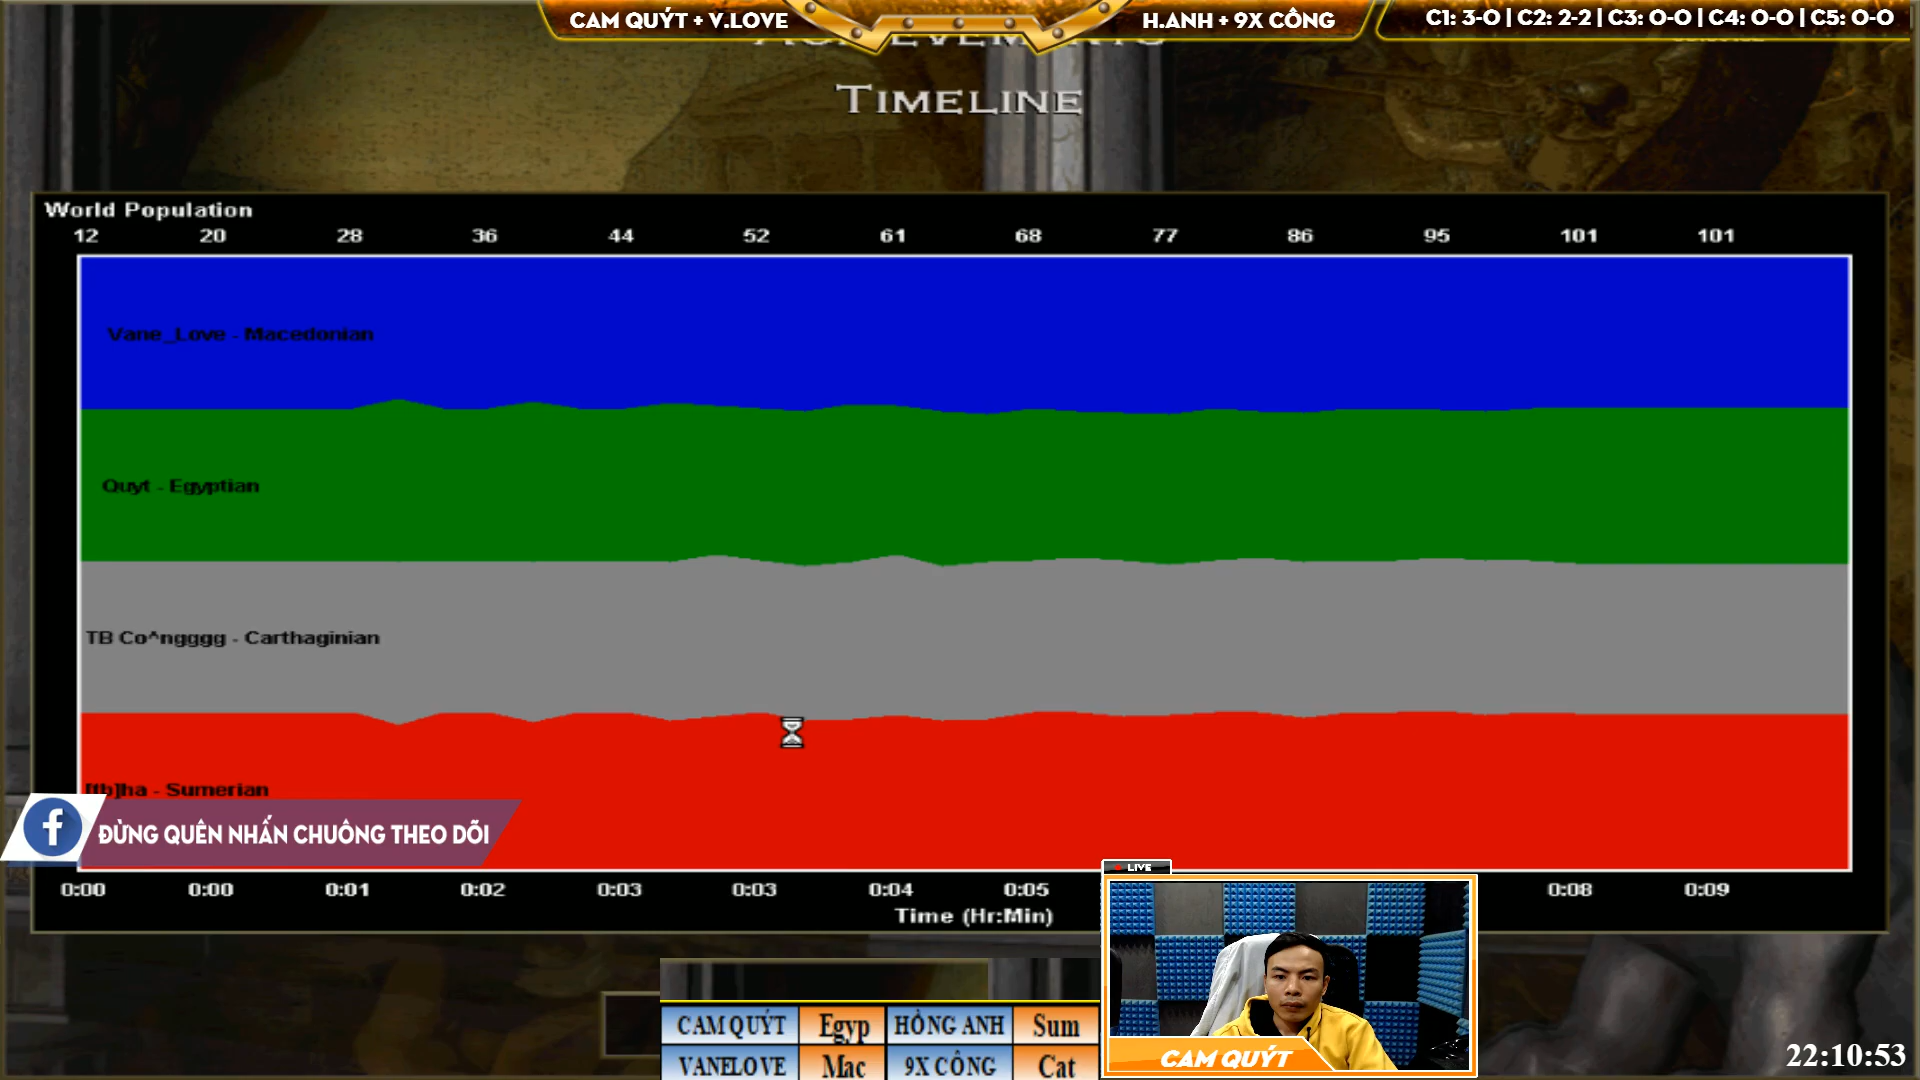 CAM QUÝT + V.LOVE
H.ANH + 9X CÔNG
C1: 3-0 | C2: 2-2 | C3: 0-0 | C4: 0-0 | C5: 0-0
ACHIEVEMENTS
TIMELINE
World Population
12 20 28 36 44 52 61 68 77 86 95 101 101
Vane_Love - Macedonian
Quyt - Egyptian
TB Co^ngggg - Carthaginian
[tb]ha - Sumerian
ĐỪNG QUÊN NHẤN CHUÔNG THEO DÕI
0:00 0:00 0:01 0:02 0:03 0:03 0:04 0:05 0:08 0:09
Time (Hr:Min)
LIVE
CAM QUÝT Egyp HỒNG ANH Sum
VANELOVE Mac 9X CÔNG Cat
CAM QUÝT
22:10:53